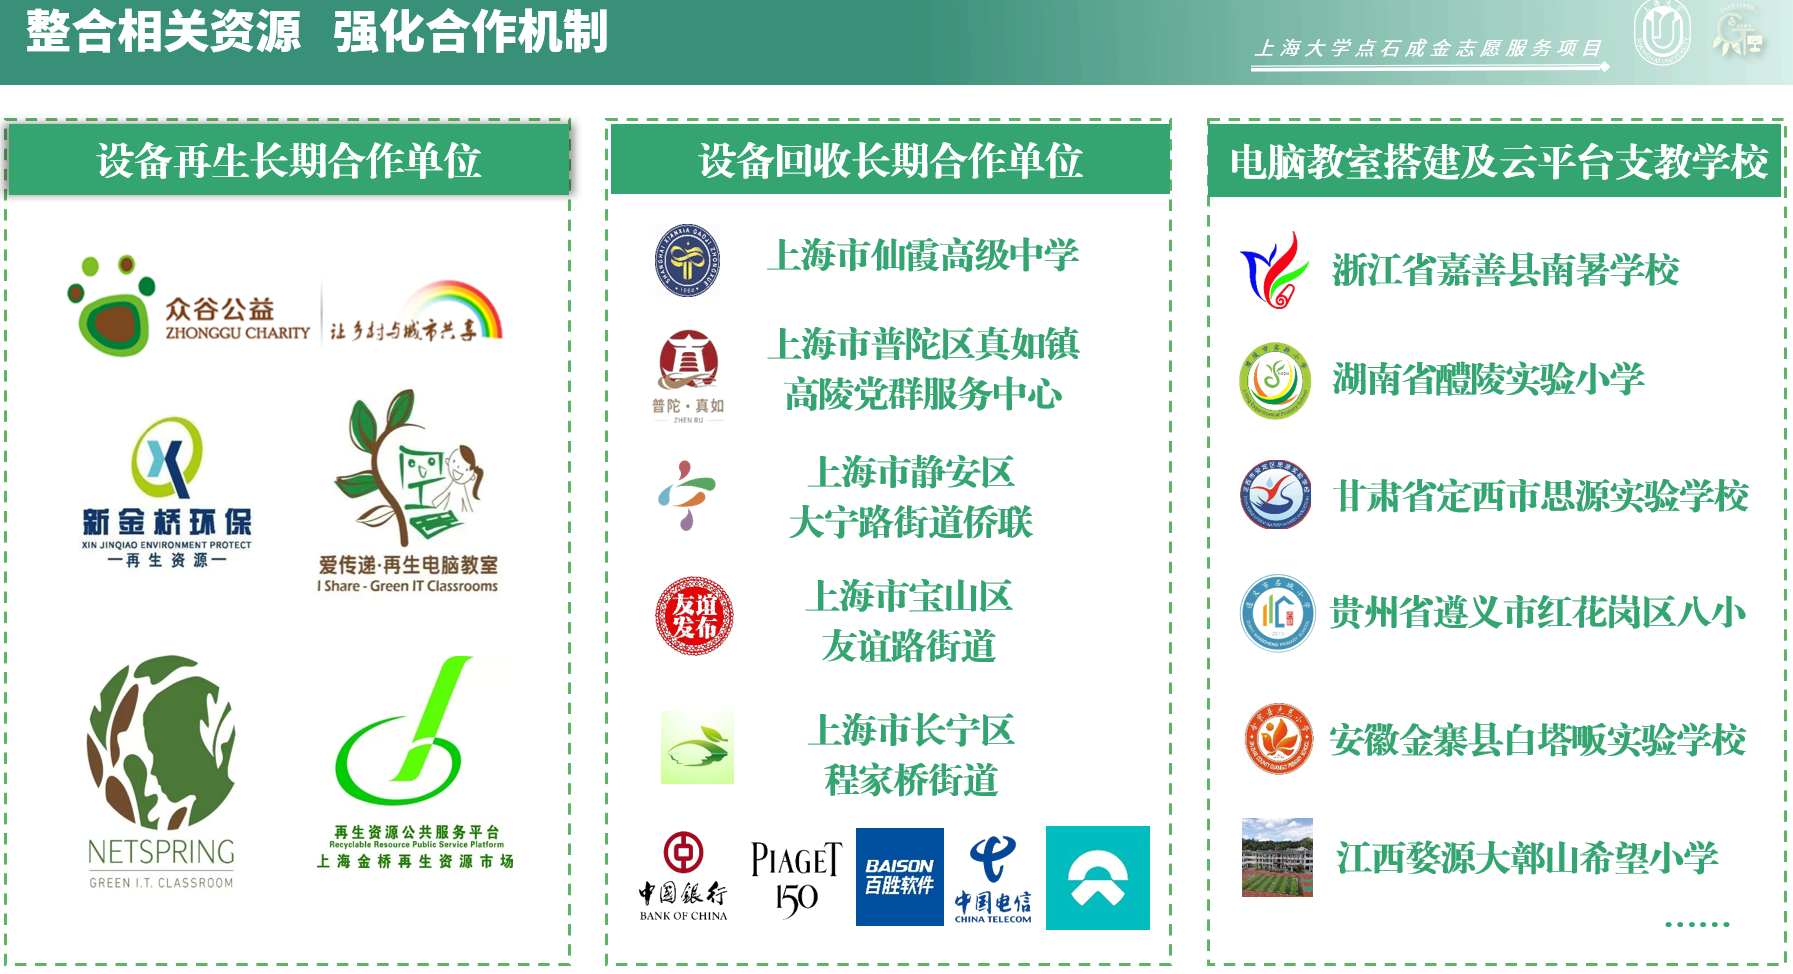 整合相关资源 强化合作机制
上海大学点石成金志愿服务项目
设备再生长期合作单位
众谷公益
ZHONGGU CHARITY
让乡村与城市共享
新金桥环保
XIN JINQIAO ENVIRONMENT PROTECT
再生资源
爱传递·再生电脑教室
I Share - Green IT Classrooms
NETSPRING
GREEN I.T. CLASSROOM
再生资源公共服务平台
Recyclable Resource Public Service Platform
上海金桥再生资源市场
设备回收长期合作单位
上海市仙霞高级中学
普陀·真如
ZHEN RU
上海市普陀区真如镇
高陵党群服务中心
上海市静安区
大宁路街道侨联
友谊
发布
上海市宝山区
友谊路街道
上海市长宁区
程家桥街道
中国银行
BANK OF CHINA
PIAGET
150
BAISON
百胜软件
中国电信
CHINA TELECOM
电脑教室搭建及云平台支教学校
浙江省嘉善县南暑学校
湖南省醴陵实验小学
甘肃省定西市思源实验学校
贵州省遵义市红花岗区八小
安徽金寨县白塔畈实验学校
江西婺源大鄣山希望小学
......